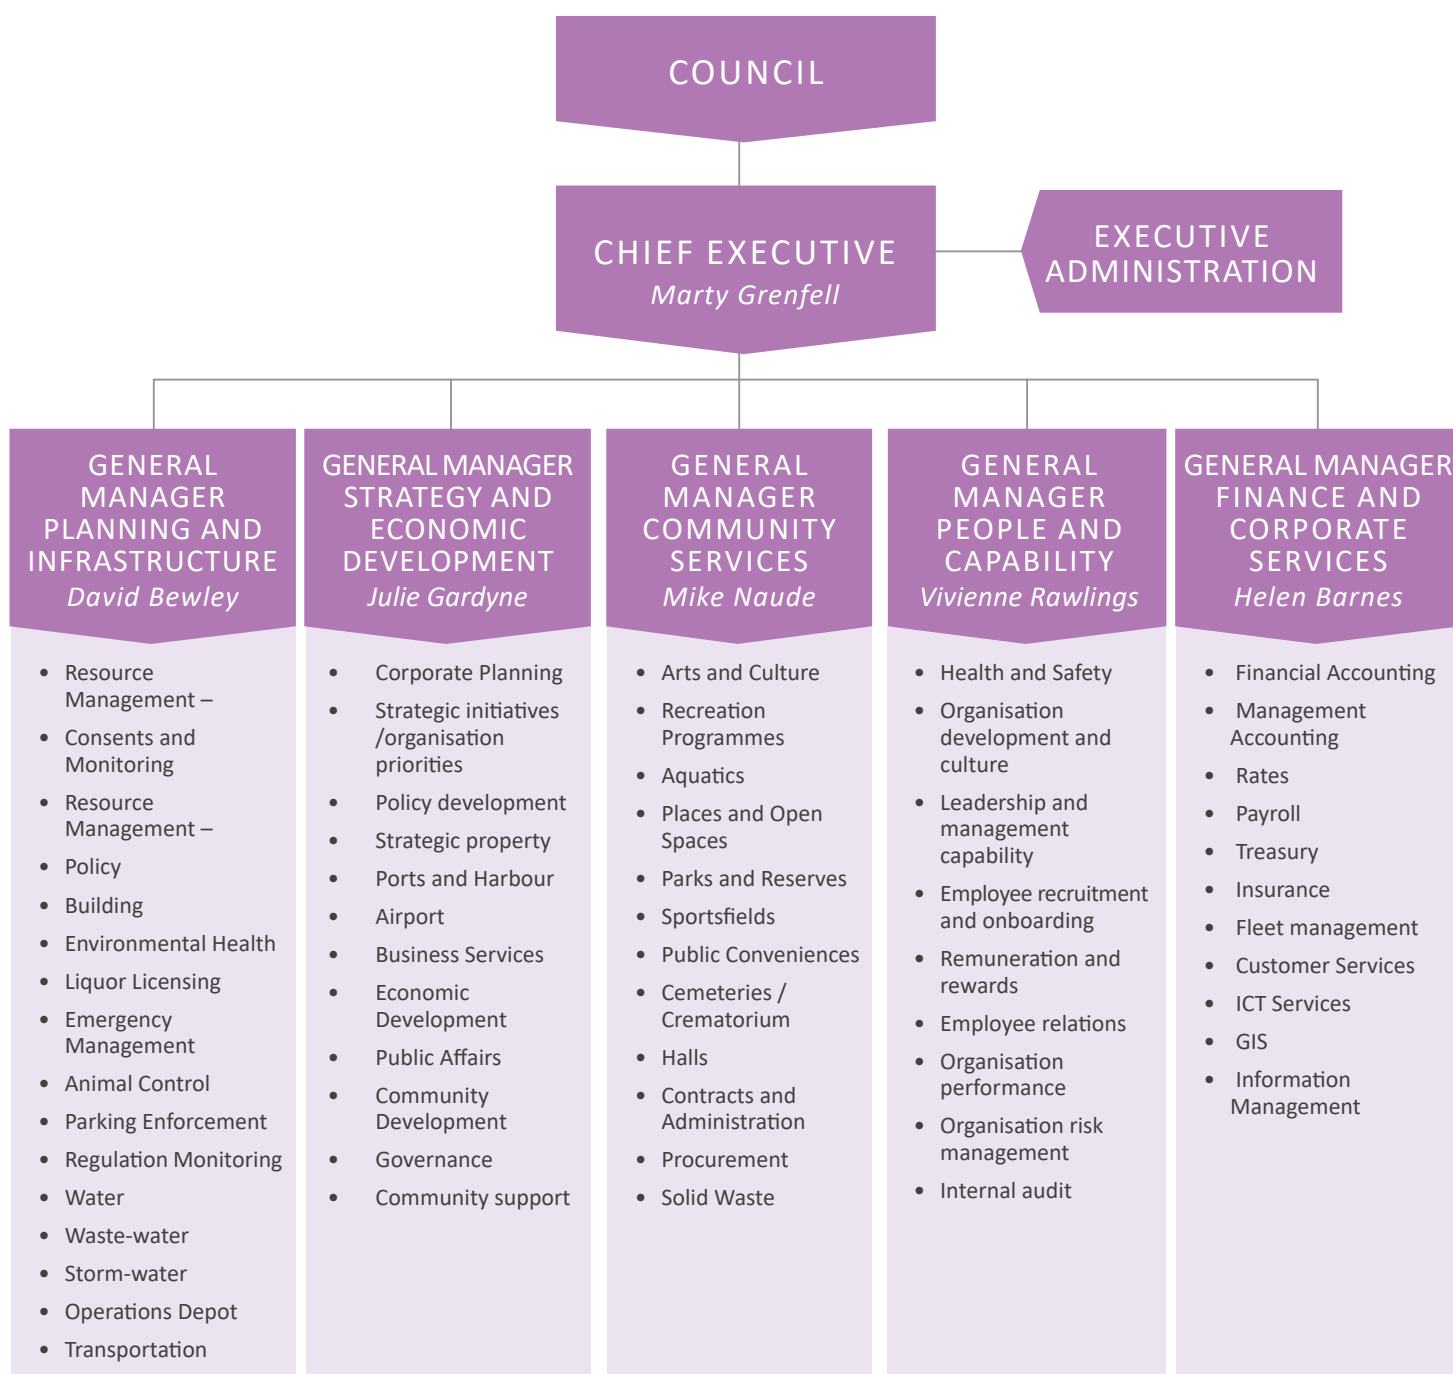 COUNCIL
CHIEF EXECUTIVE
Marty Grenfell
EXECUTIVE
ADMINISTRATION
GENERAL
MANAGER
PLANNING AND
INFRASTRUCTURE
David Bewley
• Resource
Management –
• Consents and
Monitoring
• Resource
Management –
• Policy
• Building
• Environmental Health
• Liquor Licensing
• Emergency
Management
• Animal Control
• Parking Enforcement
• Regulation Monitoring
• Water
• Waste-water
• Storm-water
• Operations Depot
• Transportation
GENERAL MANAGER
STRATEGY AND
ECONOMIC
DEVELOPMENT
Julie Gardyne
• Corporate Planning
• Strategic initiatives
/organisation
priorities
• Policy development
• Strategic property
• Ports and Harbour
• Airport
• Business Services
• Economic
Development
• Public Affairs
• Community
Development
• Governance
• Community support
GENERAL
MANAGER
COMMUNITY
SERVICES
Mike Naude
• Arts and Culture
• Recreation
Programmes
• Aquatics
• Places and Open
Spaces
• Parks and Reserves
• Sportsfields
• Public Conveniences
• Cemeteries /
Crematorium
• Halls
• Contracts and
Administration
• Procurement
• Solid Waste
GENERAL
MANAGER
PEOPLE AND
CAPABILITY
Vivienne Rawlings
• Health and Safety
• Organisation
development and
culture
• Leadership and
management
capability
• Employee recruitment
and onboarding
• Remuneration and
rewards
• Employee relations
• Organisation
performance
• Organisation risk
management
• Internal audit
GENERAL MANAGER
FINANCE AND
CORPORATE
SERVICES
Helen Barnes
• Financial Accounting
• Management
Accounting
• Rates
• Payroll
• Treasury
• Insurance
• Fleet management
• Customer Services
• ICT Services
• GIS
• Information
Management